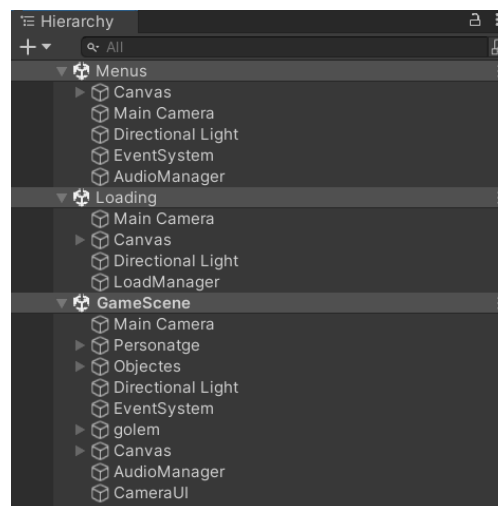 Hierarchy
All
Menus
Canvas
Main Camera
Directional Light
EventSystem
AudioManager
Loading
Main Camera
Canvas
Directional Light
LoadManager
GameScene
Main Camera
Personatge
Objectes
Directional Light
EventSystem
golem
Canvas
AudioManager
CameraUI